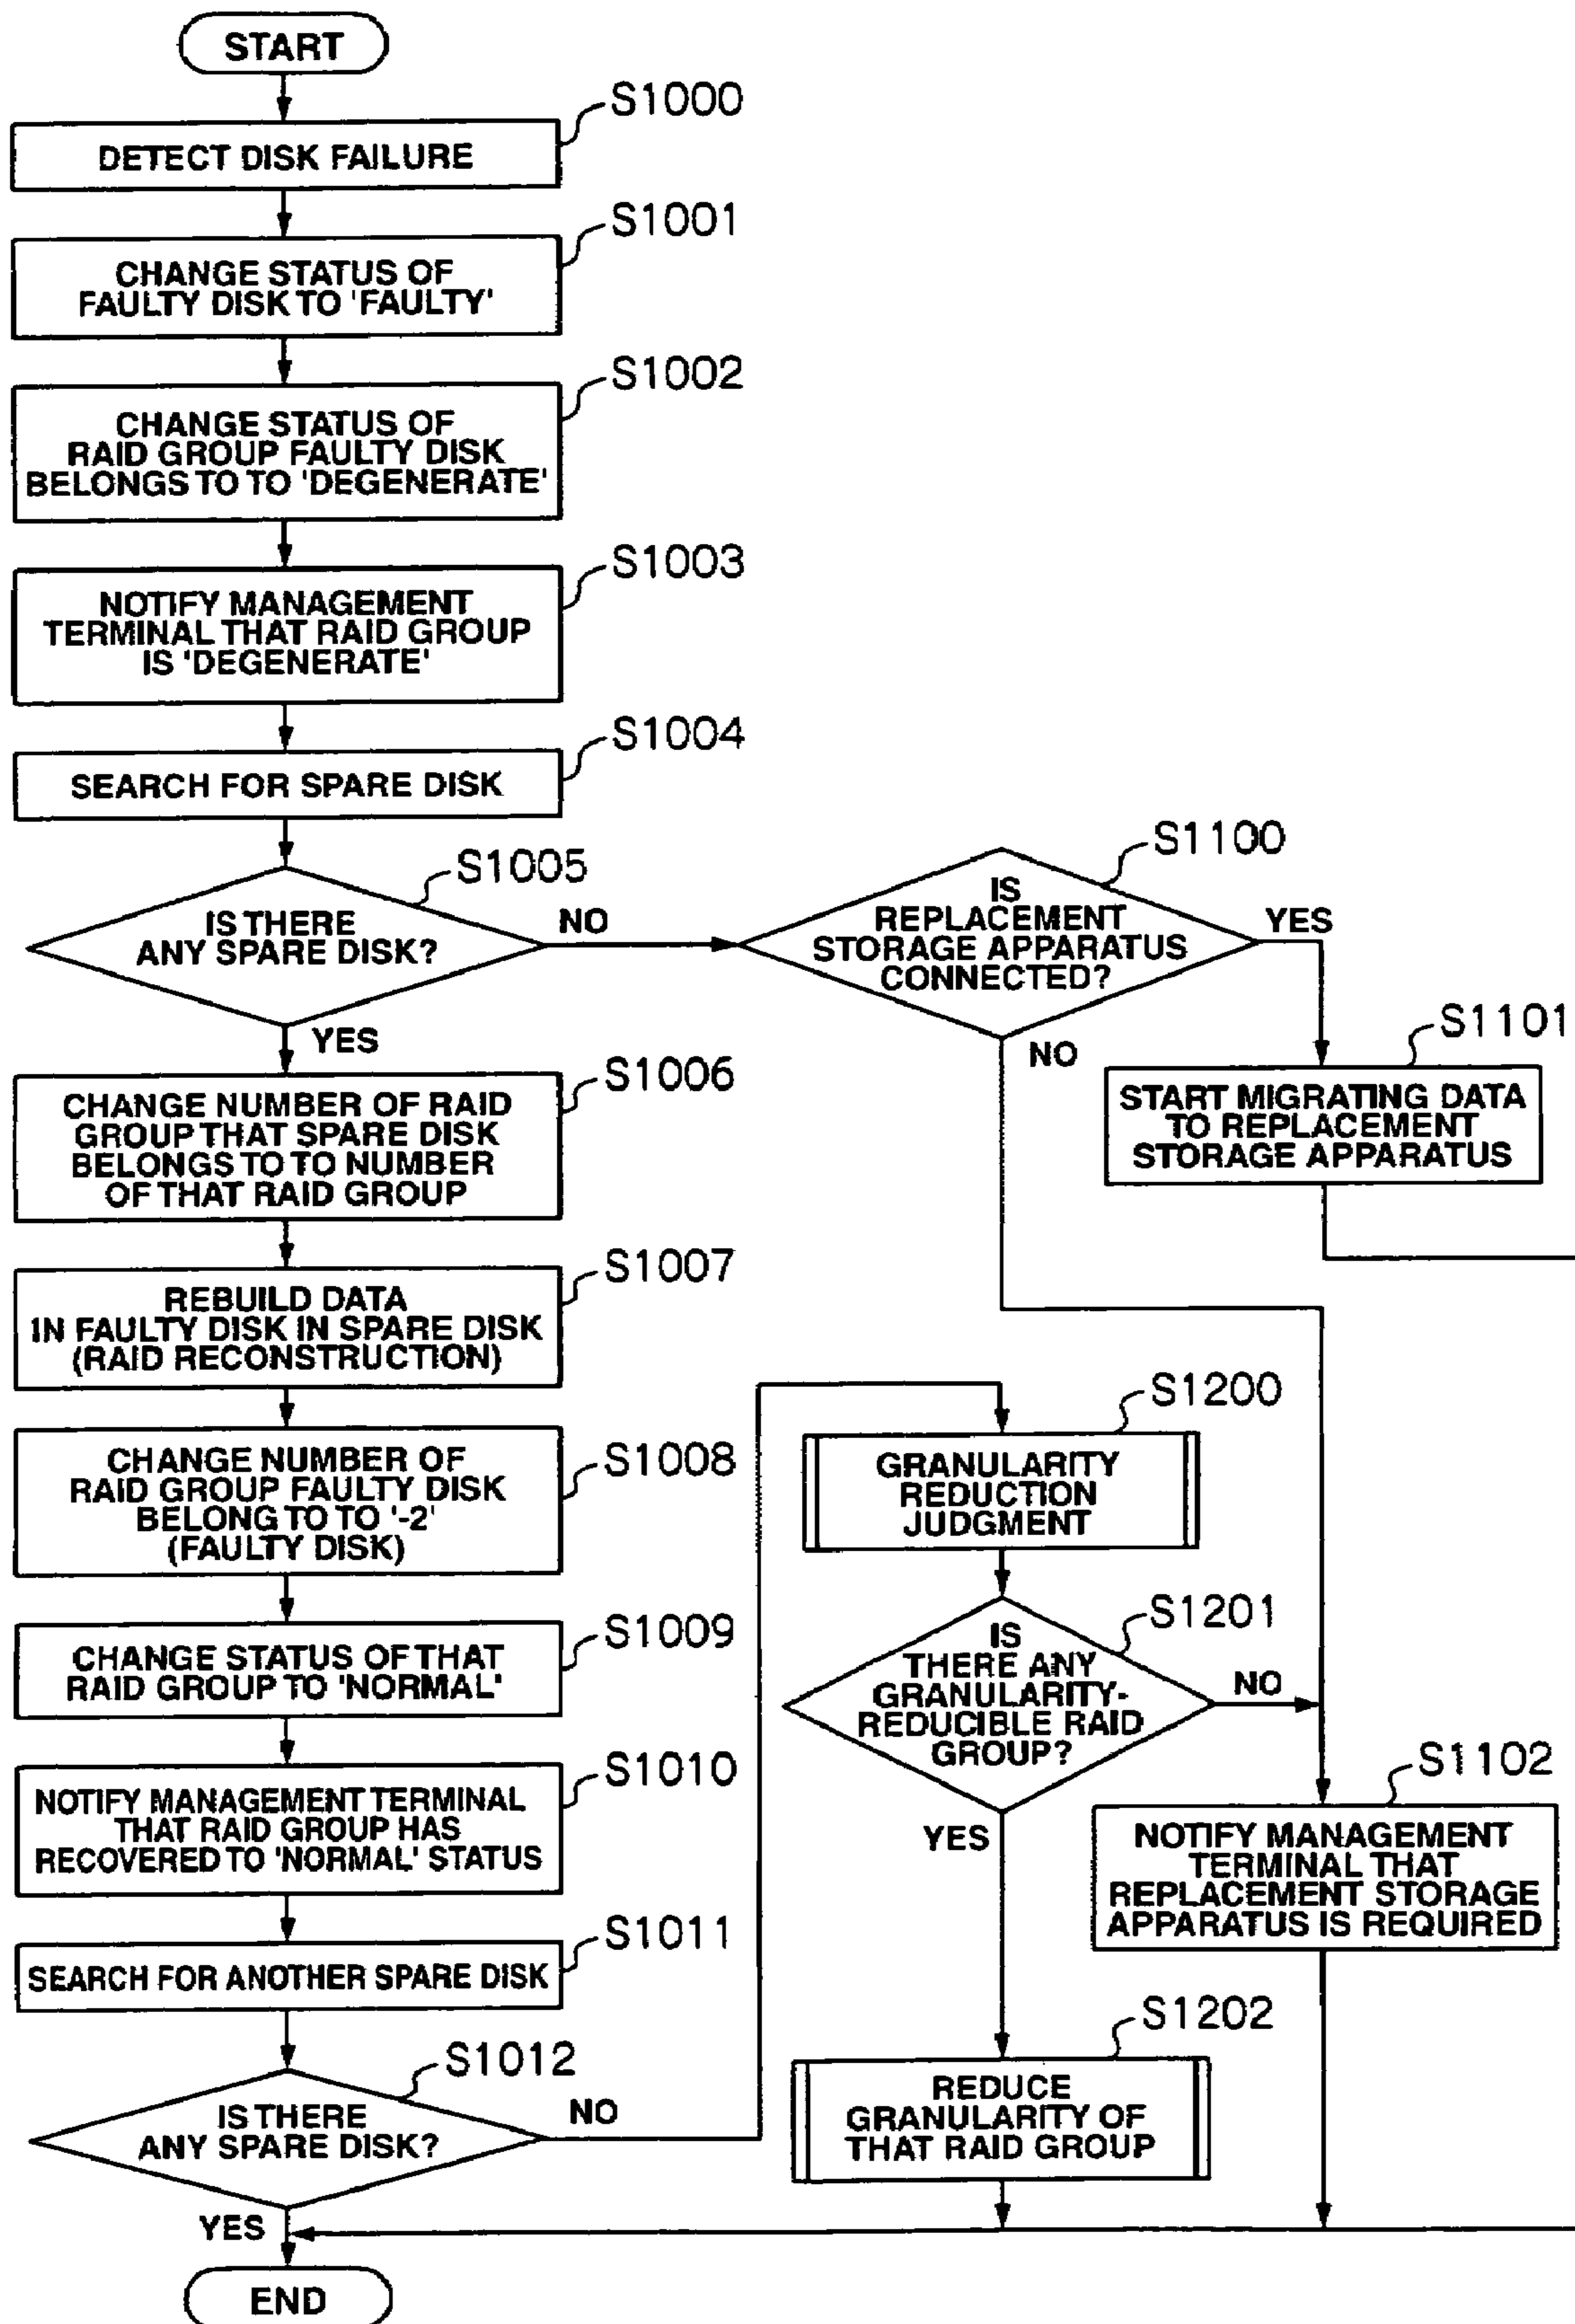 START
S1000
DETECT DISK FAILURE
S1001
CHANGE STATUS OF
FAULTY DISK TO 'FAULTY'
S1002
CHANGE STATUS OF
RAID GROUP FAULTY DISK
BELONGS TO TO 'DEGENERATE'
S1003
NOTIFY MANAGEMENT
TERMINAL THAT RAID GROUP
IS 'DEGENERATE'
S1004
SEARCH FOR SPARE DISK
S1005
IS THERE
ANY SPARE DISK?
NO
YES
S1100
IS
REPLACEMENT
STORAGE APPARATUS
CONNECTED?
YES
NO
S1101
START MIGRATING DATA
TO REPLACEMENT
STORAGE APPARATUS
S1006
CHANGE NUMBER OF RAID
GROUP THAT SPARE DISK
BELONGS TO TO NUMBER
OF THAT RAID GROUP
S1007
REBUILD DATA
IN FAULTY DISK IN SPARE DISK
(RAID RECONSTRUCTION)
S1008
CHANGE NUMBER OF
RAID GROUP FAULTY DISK
BELONG TO TO '-2'
(FAULTY DISK)
S1009
CHANGE STATUS OF THAT
RAID GROUP TO 'NORMAL'
S1010
NOTIFY MANAGEMENT TERMINAL
THAT RAID GROUP HAS
RECOVERED TO 'NORMAL' STATUS
S1011
SEARCH FOR ANOTHER SPARE DISK
S1012
IS THERE
ANY SPARE DISK?
NO
YES
S1200
GRANULARITY
REDUCTION
JUDGMENT
S1201
IS
THERE ANY
GRANULARITY-
REDUCIBLE RAID
GROUP?
NO
YES
S1102
NOTIFY MANAGEMENT
TERMINAL THAT
REPLACEMENT STORAGE
APPARATUS IS REQUIRED
S1202
REDUCE
GRANULARITY OF
THAT RAID GROUP
END